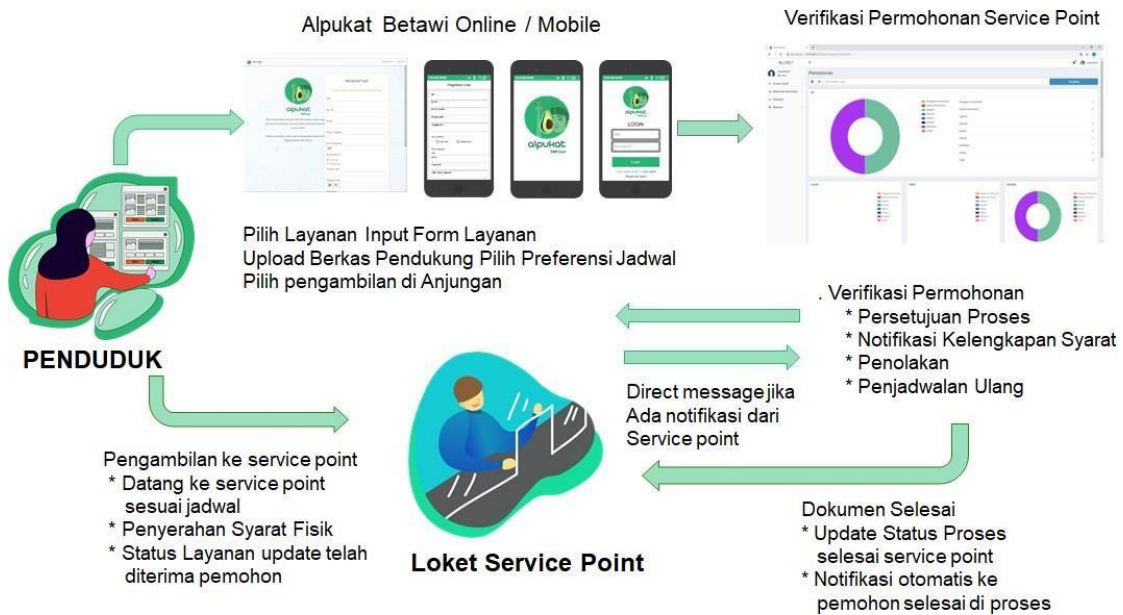 Alpukat Betawi Online / Mobile
Verifikasi Permohonan Service Point
alpukat
betawi
alpukat
betawi
LOGIN
Permohonan
Pilih Layanan Input Form Layanan
Upload Berkas Pendukung Pilih Preferensi Jadwal
Pilih pengambilan di Anjungan
PENDUDUK
. Verifikasi Permohonan
* Persetujuan Proses
* Notifikasi Kelengkapan Syarat
* Penolakan
* Penjadwalan Ulang
Direct message jika
Ada notifikasi dari
Service point
Pengambilan ke service point
* Datang ke service point
sesuai jadwal
* Penyerahan Syarat Fisik
* Status Layanan update telah
diterima pemohon
Loket Service Point
Dokumen Selesai
* Update Status Proses
selesai service point
* Notifikasi otomatis ke
pemohon selesai di proses